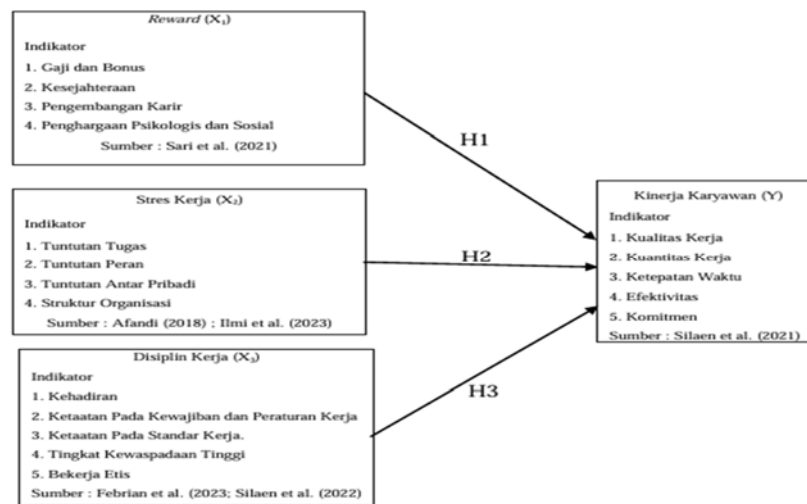 Reward (X₁)
Indikator
1. Gaji dan Bonus
2. Kesejahteraan
3. Pengembangan Karir
4. Penghargaan Psikologis dan Sosial
Sumber : Sari et al. (2021)
H1
Stres Kerja (X₂)
Indikator
1. Tuntutan Tugas
2. Tuntutan Peran
3. Tuntutan Antar Pribadi
4. Struktur Organisasi
Sumber : Afandi (2018) ; Ilmi et al. (2023)
H2
Disiplin Kerja (X₃)
Indikator
1. Kehadiran
2. Ketaatan Pada Kewajiban dan Peraturan Kerja
3. Ketaatan Pada Standar Kerja.
4. Tingkat Kewaspadaan Tinggi
5. Bekerja Etis
Sumber : Febrian et al. (2023; Silaen et al. (2022)
H3
Kinerja Karyawan (Y)
Indikator
1. Kualitas Kerja
2. Kuantitas Kerja
3. Ketepatan Waktu
4. Efektivitas
5. Komitmen
Sumber : Silaen et al. (2021)